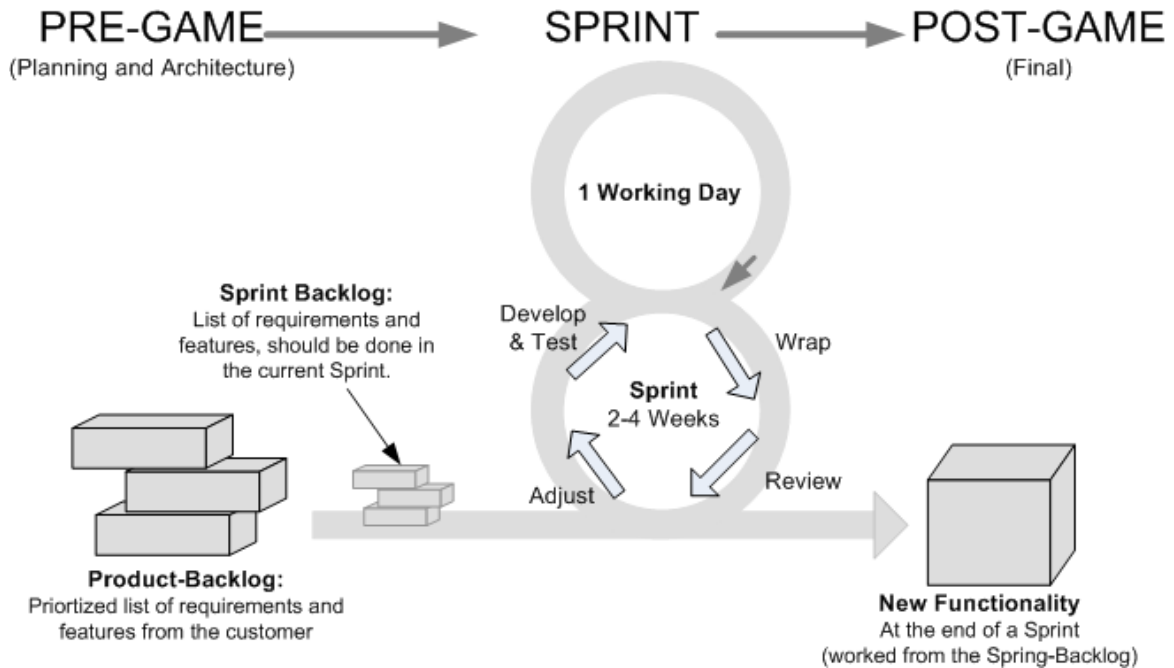 PRE-GAME
(Planning and Architecture)
SPRINT
POST-GAME
(Final)
1 Working Day
Sprint Backlog:
List of requirements and
features, should be done in
the current Sprint.
Develop
& Test
Wrap
Sprint
2-4 Weeks
Adjust
Review
Product-Backlog:
Priortized list of requirements and
features from the customer
New Functionality
At the end of a Sprint
(worked from the Spring-Backlog)